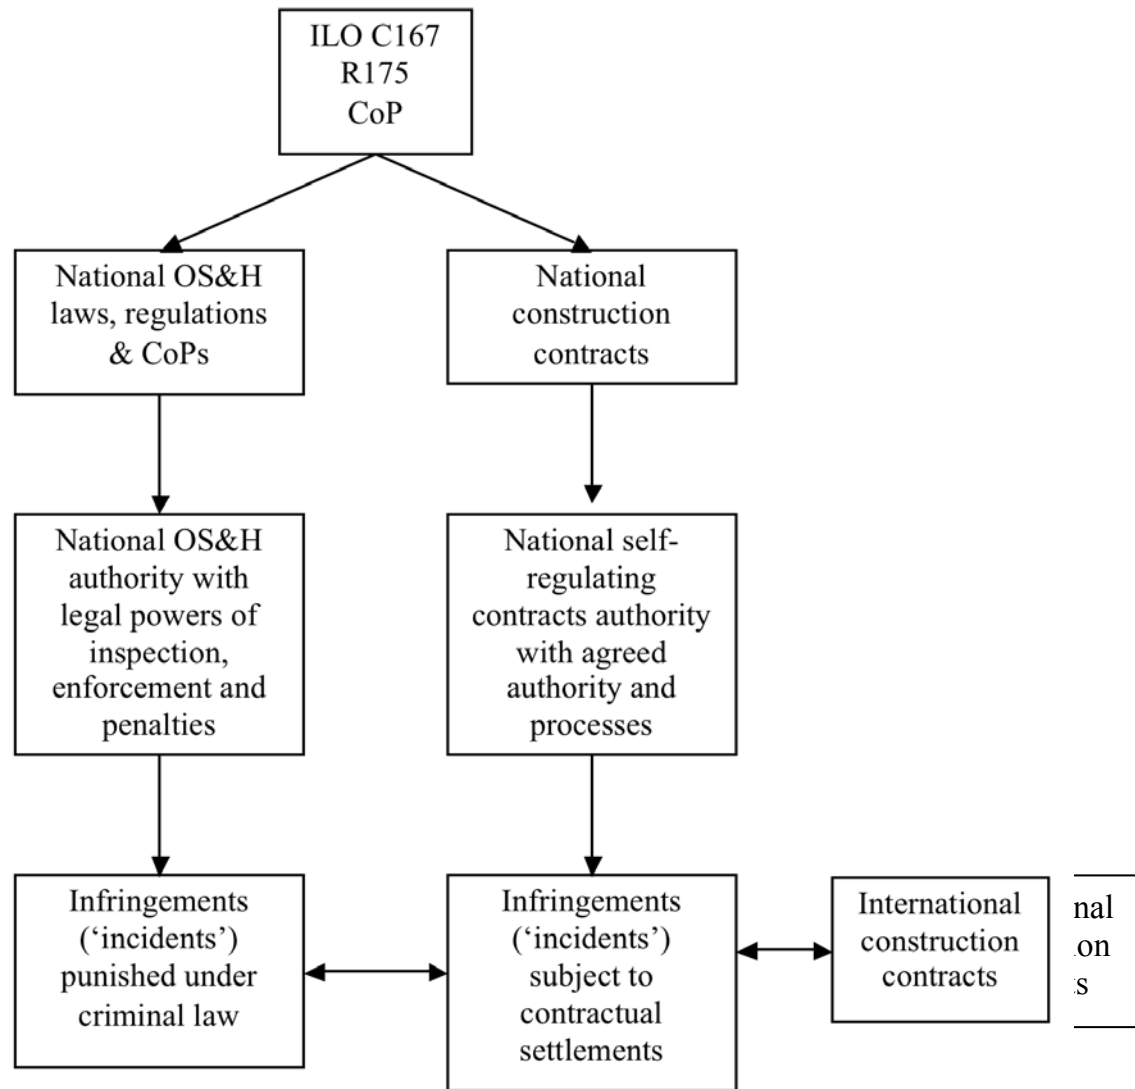 ILO C167
R175
CoP
National OS&H
laws, regulations
& CoPs
National
construction
contracts
National OS&H
authority with
legal powers of
inspection,
enforcement and
penalties
National self-
regulating
contracts authority
with agreed
authority and
processes
Infringements
(‘incidents’)
punished under
criminal law
Infringements
(‘incidents’)
subject to
contractual
settlements
International
construction
contracts
nal